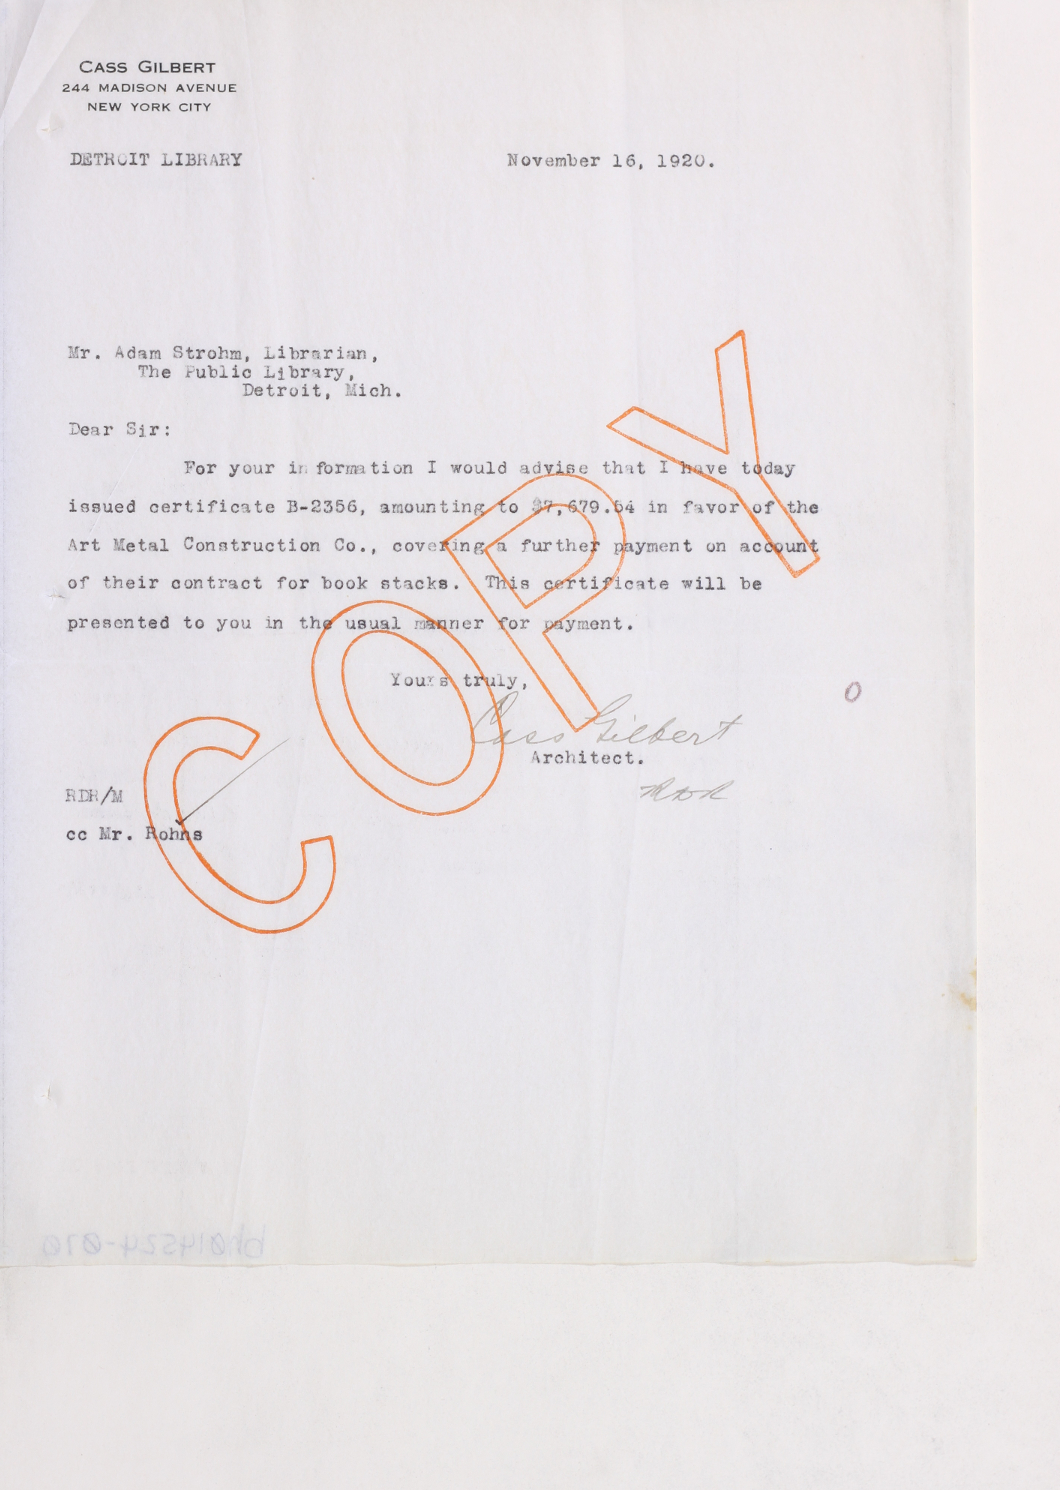 CASS GILBERT
244 MADISON AVENUE
NEW YORK CITY
DETROIT LIBRARY
November 16, 1920.
Mr. Adam Strohm, Librarian,
The Public Library,
Detroit, Mich.
Dear Sir:
For your information I would advise that I have today
issued certificate B-2356, amounting to $7,679.54 in favor of the
Art Metal Construction Co., covering a further payment on account
of their contract for book stacks. This certificate will be
presented to you in the usual manner for payment.
Yours truly,
Cass Gilbert
Architect.
RDR
RDR/M
cc Mr. Rohns
COPY
0
bh014524-070